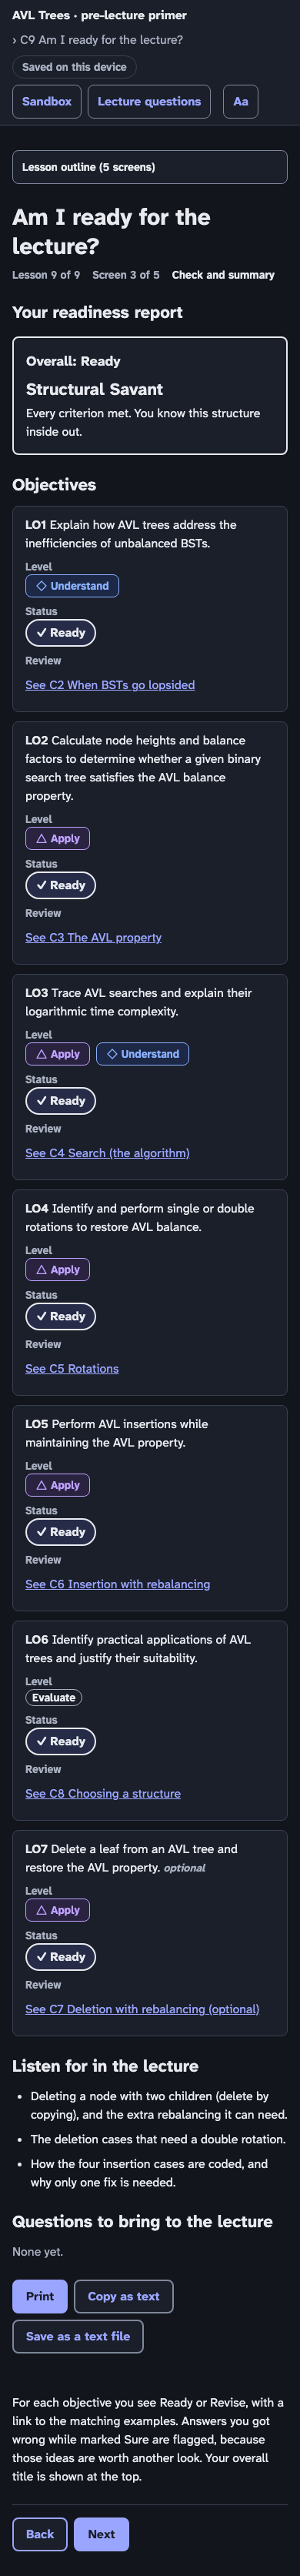 AVL Trees · pre-lecture primer
› C9 Am I ready for the lecture?
Saved on this device
Sandbox
Lecture questions
Aa
Lesson outline (5 screens)
Am I ready for the
lecture?
Lesson 9 of 9 Screen 3 of 5 Check and summary
Your readiness report
Overall: Ready
Structural Savant
Every criterion met. You know this structure
inside out.
Objectives
LO1 Explain how AVL trees address the
inefficiencies of unbalanced BSTs.
Level
◇ Understand
Status
✓ Ready
Review
See C2 When BSTs go lopsided
LO2 Calculate node heights and balance
factors to determine whether a given binary
search tree satisfies the AVL balance
property.
Level
△ Apply
Status
✓ Ready
Review
See C3 The AVL property
LO3 Trace AVL searches and explain their
logarithmic time complexity.
Level
△ Apply ◇ Understand
Status
✓ Ready
Review
See C4 Search (the algorithm)
LO4 Identify and perform single or double
rotations to restore AVL balance.
Level
△ Apply
Status
✓ Ready
Review
See C5 Rotations
LO5 Perform AVL insertions while
maintaining the AVL property.
Level
△ Apply
Status
✓ Ready
Review
See C6 Insertion with rebalancing
LO6 Identify practical applications of AVL
trees and justify their suitability.
Level
Evaluate
Status
✓ Ready
Review
See C8 Choosing a structure
LO7 Delete a leaf from an AVL tree and
restore the AVL property. optional
Level
△ Apply
Status
✓ Ready
Review
See C7 Deletion with rebalancing (optional)
Listen for in the lecture
• Deleting a node with two children (delete by
copying), and the extra rebalancing it can need.
• The deletion cases that need a double rotation.
• How the four insertion cases are coded, and
why only one fix is needed.
Questions to bring to the lecture
None yet.
Print
Copy as text
Save as a text file
For each objective you see Ready or Revise, with a
link to the matching examples. Answers you got
wrong while marked Sure are flagged, because
those ideas are worth another look. Your overall
title is shown at the top.
Back
Next